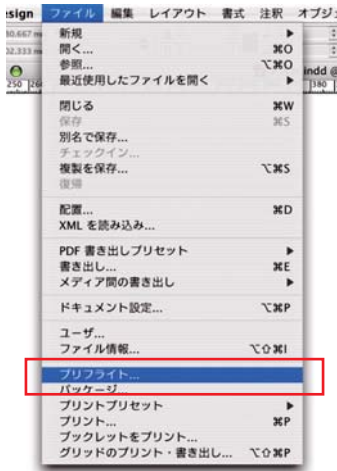 sign ファイル 編集 レイアウト 書式 注釈 オブジ
新規
開く... ⌘O
参照... ⌥⌘O
最近使用したファイルを開く
indd @
250 380
閉じる ⌘W
保存 ⌘S
別名で保存...
チェックイン...
複製を保存... ⌥⌘S
復帰
配置... ⌘D
XML を読み込み...
PDF 書き出しプリセット
書き出し... ⌘E
メディア間の書き出し
ドキュメント設定... ⌥⌘P
ユーザ...
ファイル情報... ⌥⇧⌘I
プリフライト...
パッケージ...
プリントプリセット
プリント... ⌘P
ブックレットをプリント...
グリッドのプリント・書き出し... ⌥⇧⌘P